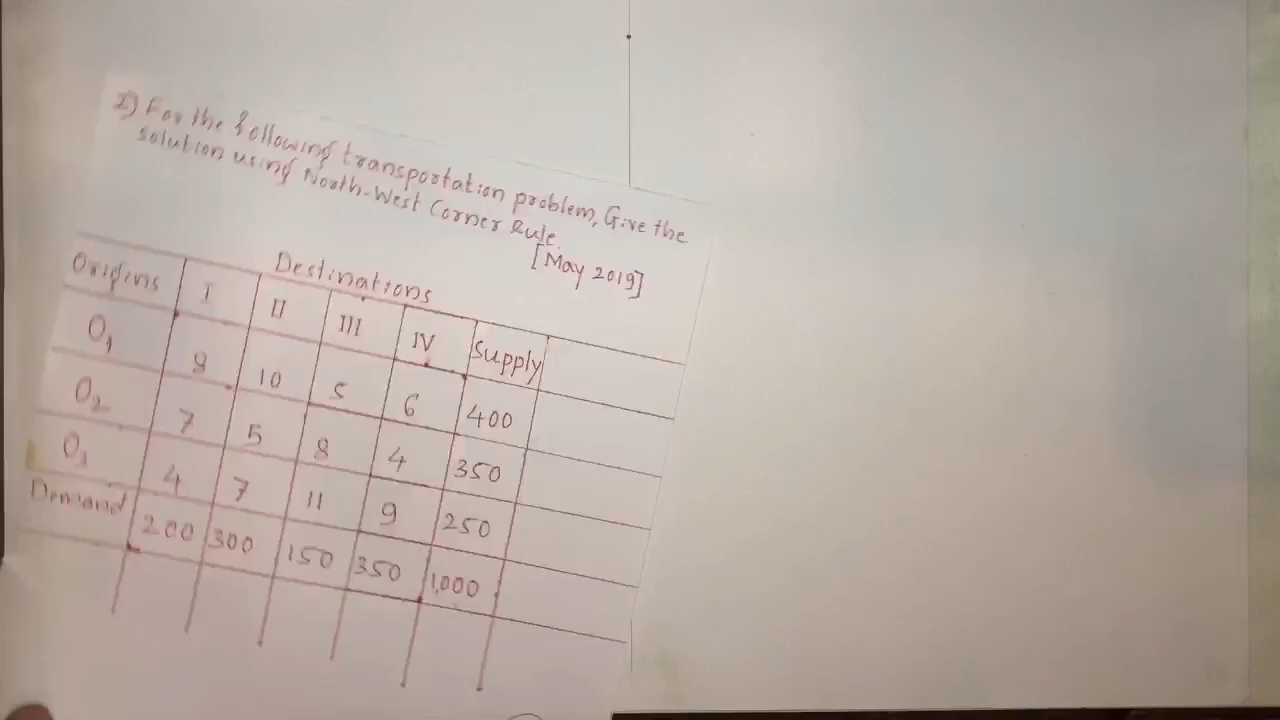 2) For the following transportation problem, Give the
solution using North-West Corner Rule.
[May 2019]
Destinations
Origins I II III IV Supply
O1 9 10 5 6 400
O2 7 5 8 4 350
O3 4 7 11 9 250
Demand 200 300 150 350 1,000